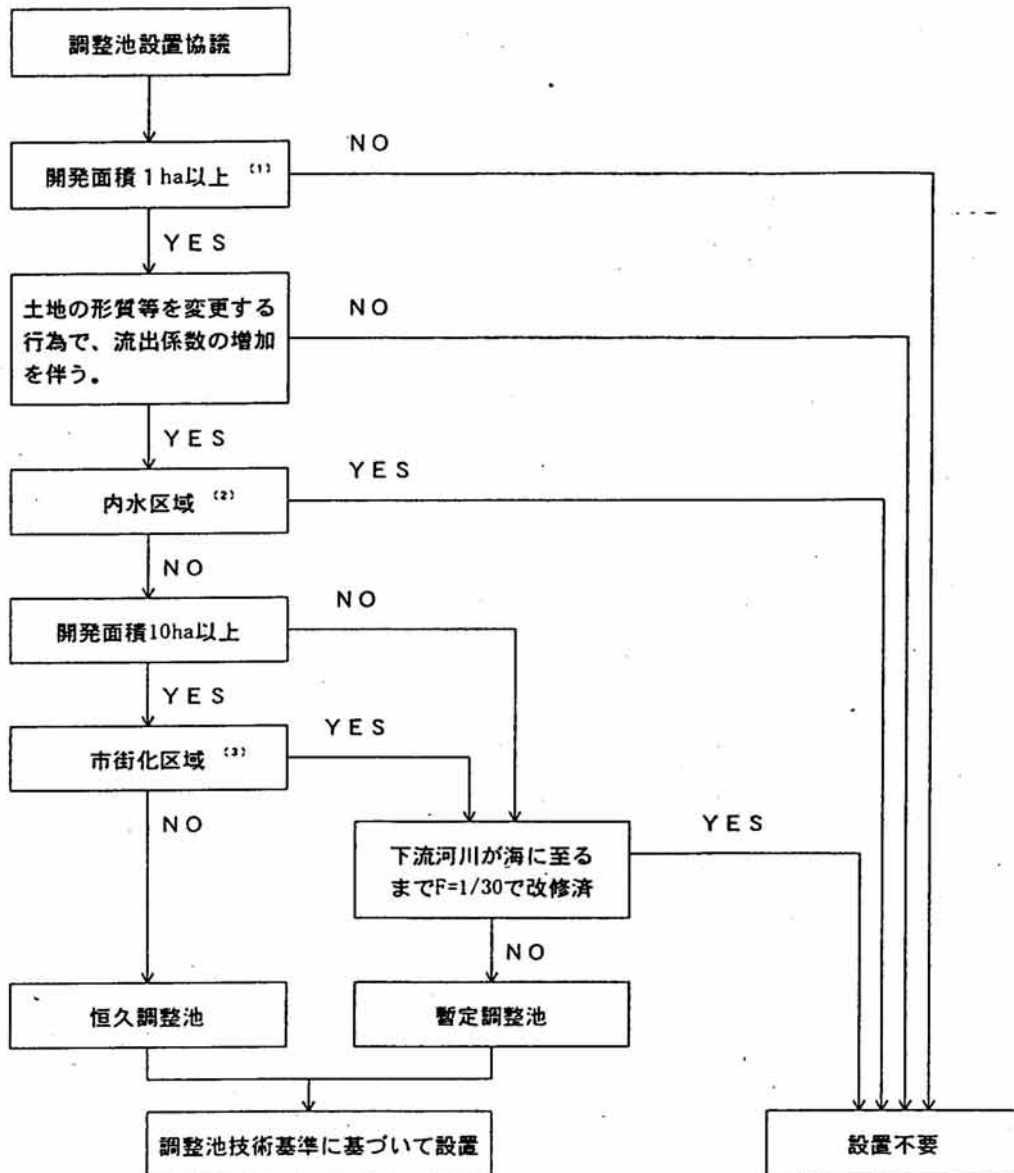 調整池設置協議
開発面積1ha以上 (1)
NO
YES
土地の形質等を変更する
行為で、流出係数の増加
を伴う。
NO
YES
内水区域 (2)
YES
NO
開発面積10ha以上
NO
YES
市街化区域 (3)
YES
NO
下流河川が海に至る
までF=1/30で改修済
YES
NO
恒久調整池
暫定調整池
調整池技術基準に基づいて設置
設置不要